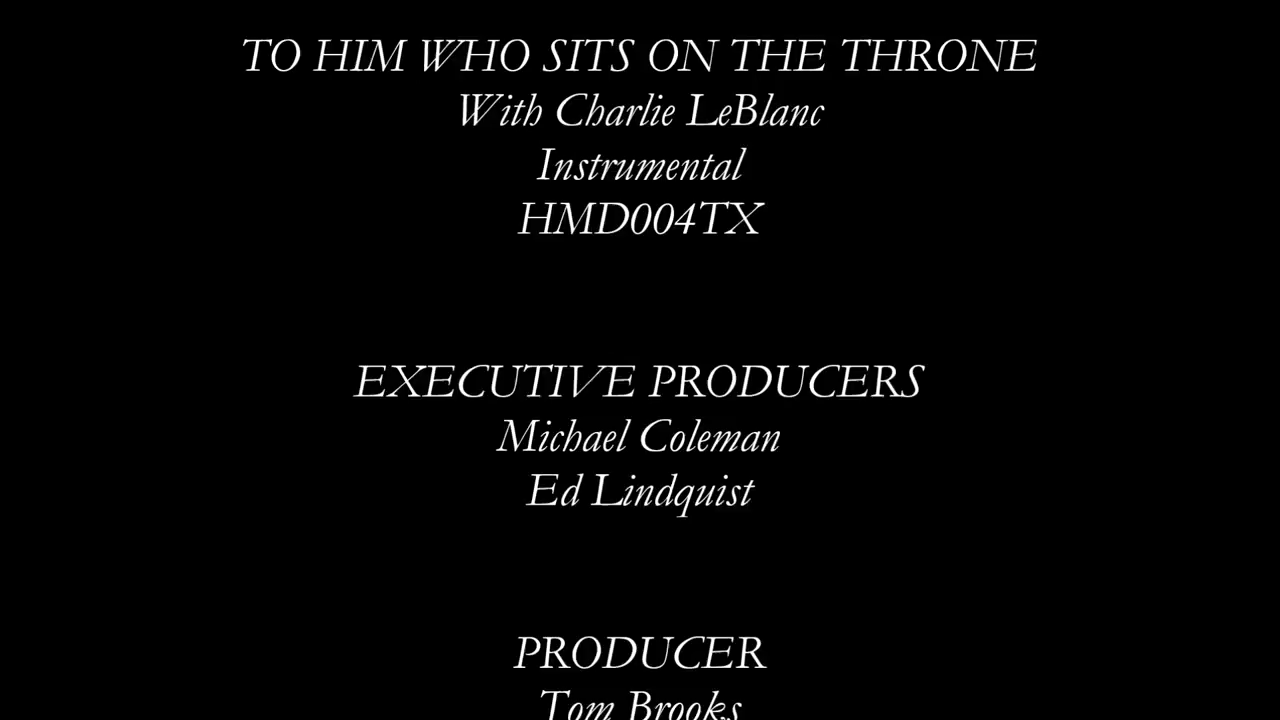 TO HIM WHO SITS ON THE THRONE
With Charlie LeBlanc
Instrumental
HMD004TX
EXECUTIVE PRODUCERS
Michael Coleman
Ed Lindquist
PRODUCER
Tom Brooks